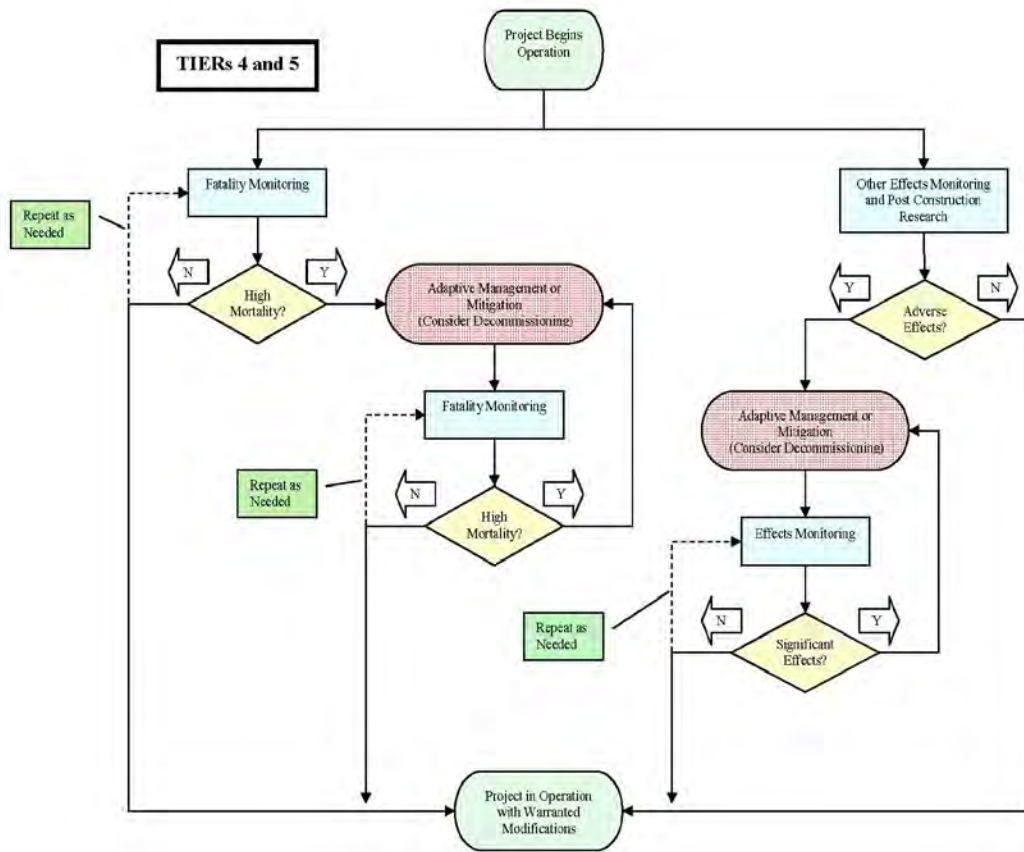 TIERs 4 and 5
Project Begins
Operation
Fatality Monitoring
Other Effects Monitoring
and Post Construction
Research
Repeat as
Needed
N
Y
High
Mortality?
Adaptive Management or
Mitigation
(Consider Decommissioning)
Y
N
Adverse
Effects?
Fatality Monitoring
Adaptive Management or
Mitigation
(Consider Decommissioning)
Repeat as
Needed
N
Y
High
Mortality?
Effects Monitoring
Repeat as
Needed
N
Y
Significant
Effects?
Project in Operation
with Warranted
Modifications